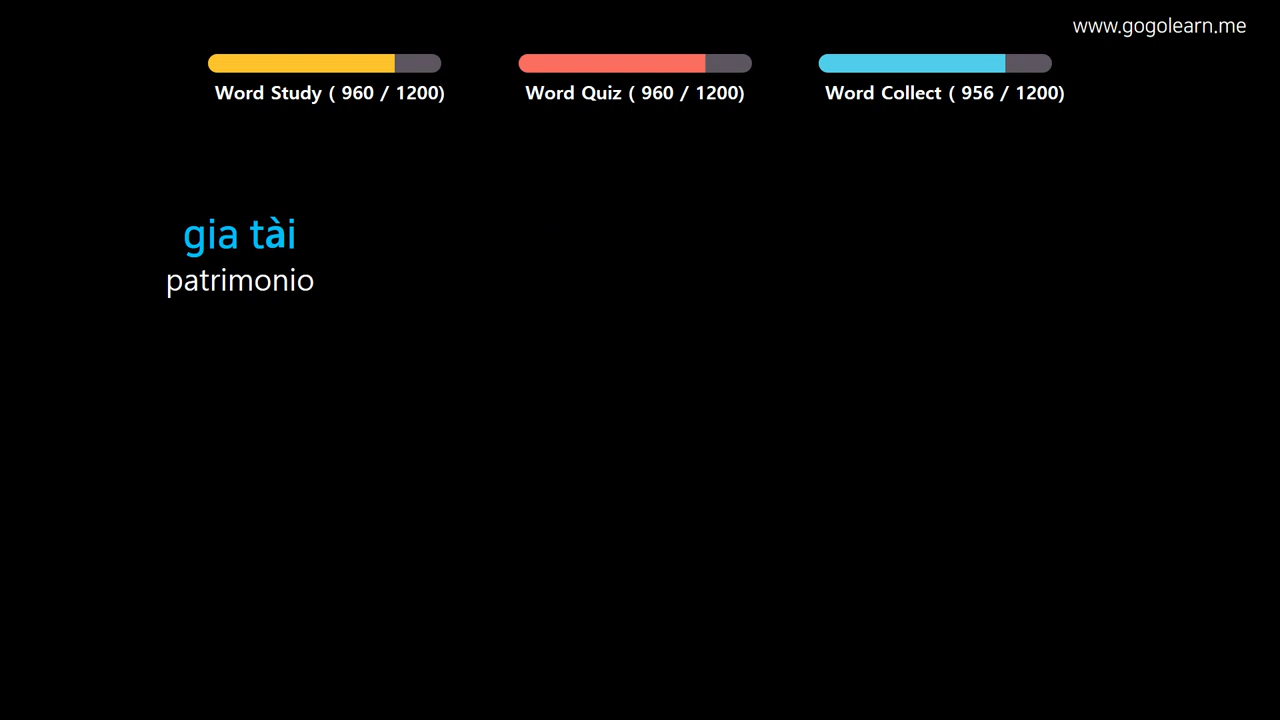 www.gogolearn.me
Word Study ( 960 / 1200)
Word Quiz ( 960 / 1200)
Word Collect ( 956 / 1200)
gia tài
patrimonio